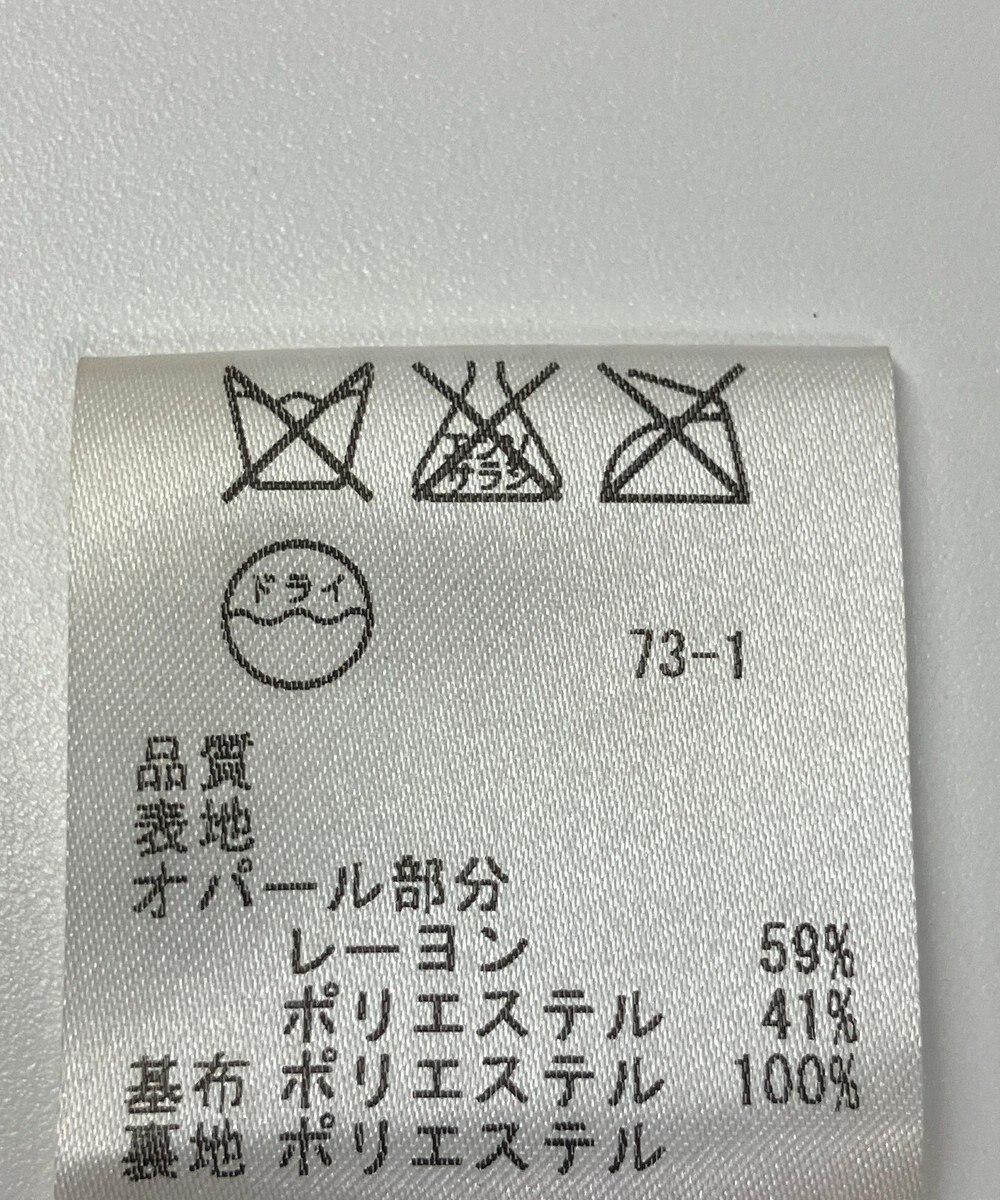 エンソ
サラシ
ドライ
73-1
品質
表地
オパール部分
レーヨン 59%
ポリエステル 41%
基布 ポリエステル 100%
裏地 ポリエステル